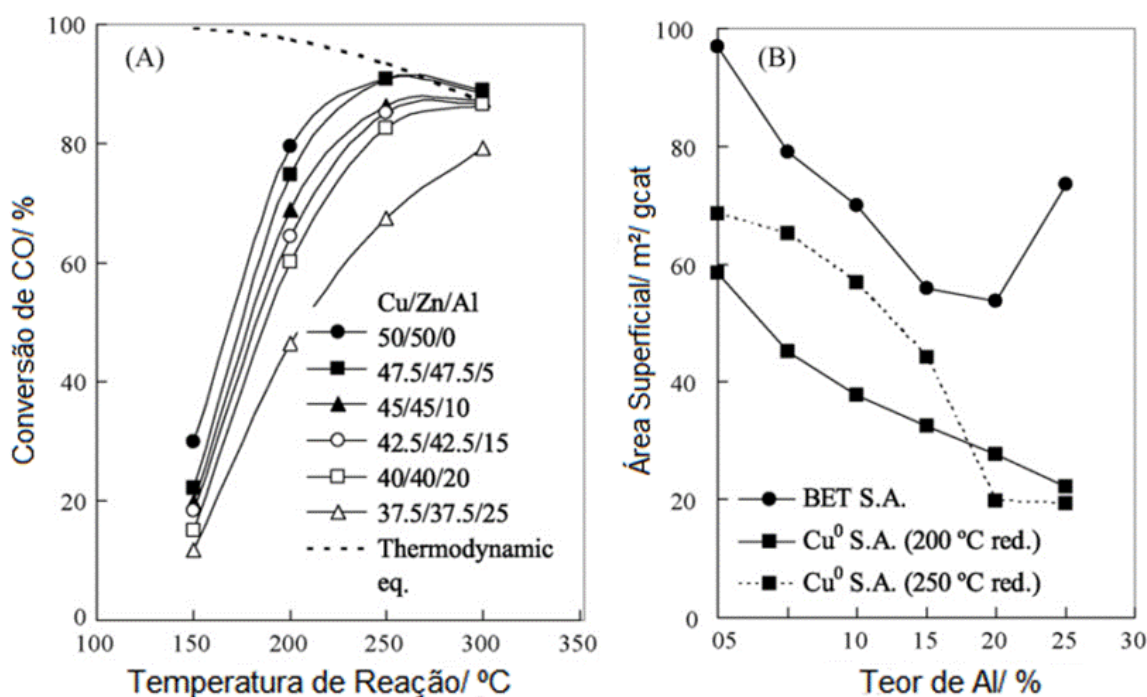 (A)
Conversão de CO/ %
100
80
60
40
20
0
Cu/Zn/Al
50/50/0
47.5/47.5/5
45/45/10
42.5/42.5/15
40/40/20
37.5/37.5/25
Thermodynamic
eq.
100 150 200 250 300 350
Temperatura de Reação/ ºC
(B)
Área Superficial/ m²/ gcat
100
80
60
40
20
0
BET S.A.
Cu⁰ S.A. (200 ºC red.)
Cu⁰ S.A. (250 ºC red.)
05 10 15 20 25 30
Teor de Al/ %